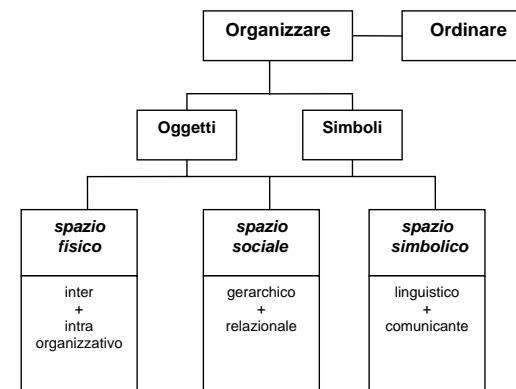 Organizzare
Ordinare
Oggetti
Simboli
spazio
fisico
inter
+
intra
organizzativo
spazio
sociale
gerarchico
+
relazionale
spazio
simbolico
linguistico
+
comunicante